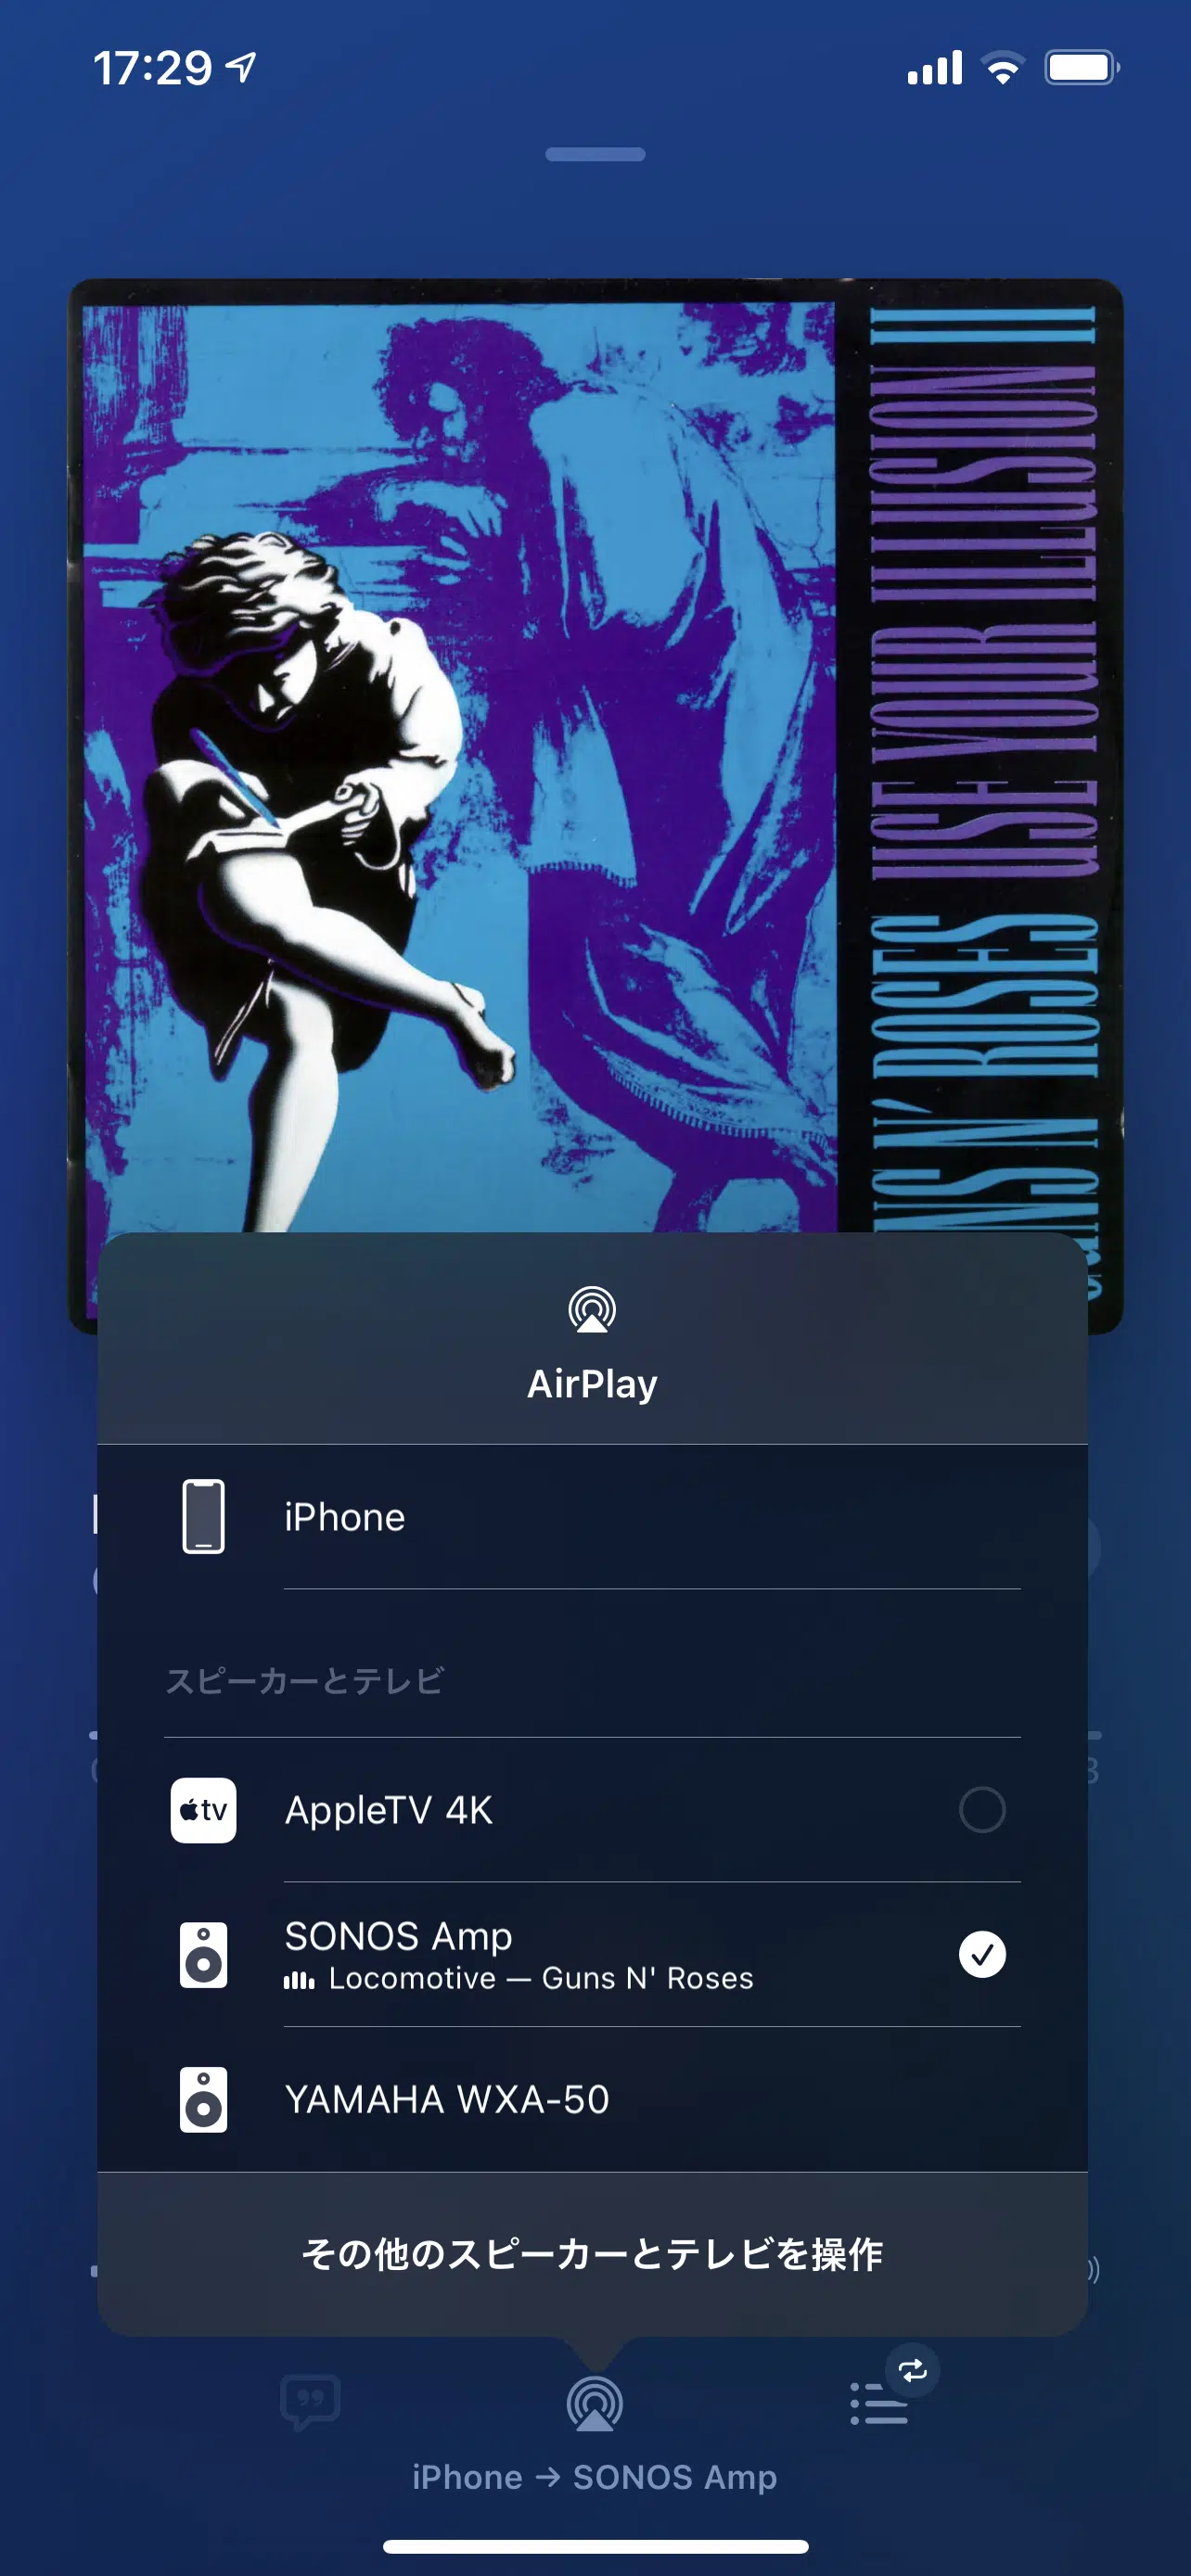 17:29
USE YOUR ILLUSION II
N' ROSES
AirPlay
iPhone
スピーカーとテレビ
tv
AppleTV 4K
SONOS Amp
Locomotive — Guns N' Roses
YAMAHA WXA-50
その他のスピーカーとテレビを操作
iPhone → SONOS Amp